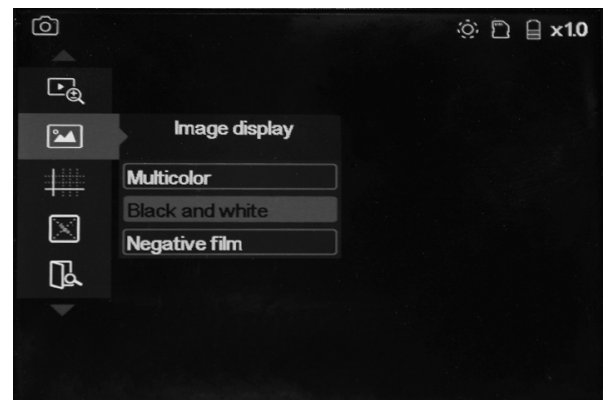 x1.0
Image display
Multicolor
Black and white
Negative film